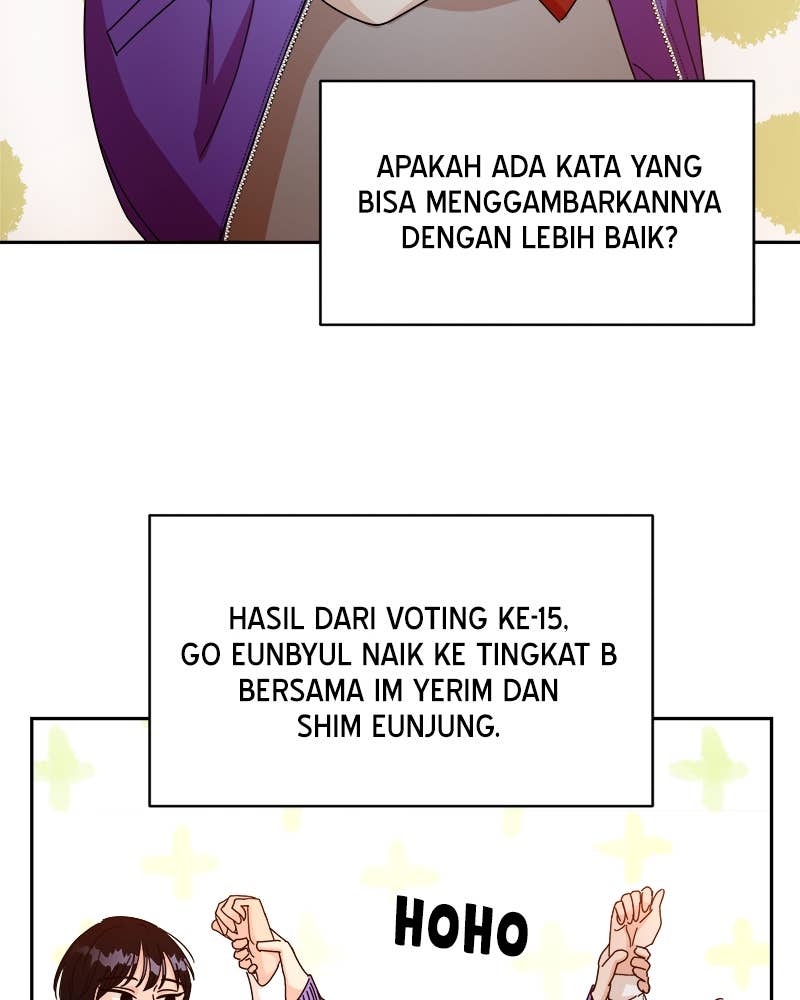 APAKAH ADA KATA YANG
BISA MENGGAMBARKANNYA
DENGAN LEBIH BAIK?
HASIL DARI VOTING KE-15,
GO EUNBYUL NAIK KE TINGKAT B
BERSAMA IM YERIM DAN
SHIM EUNJUNG.
HOHO